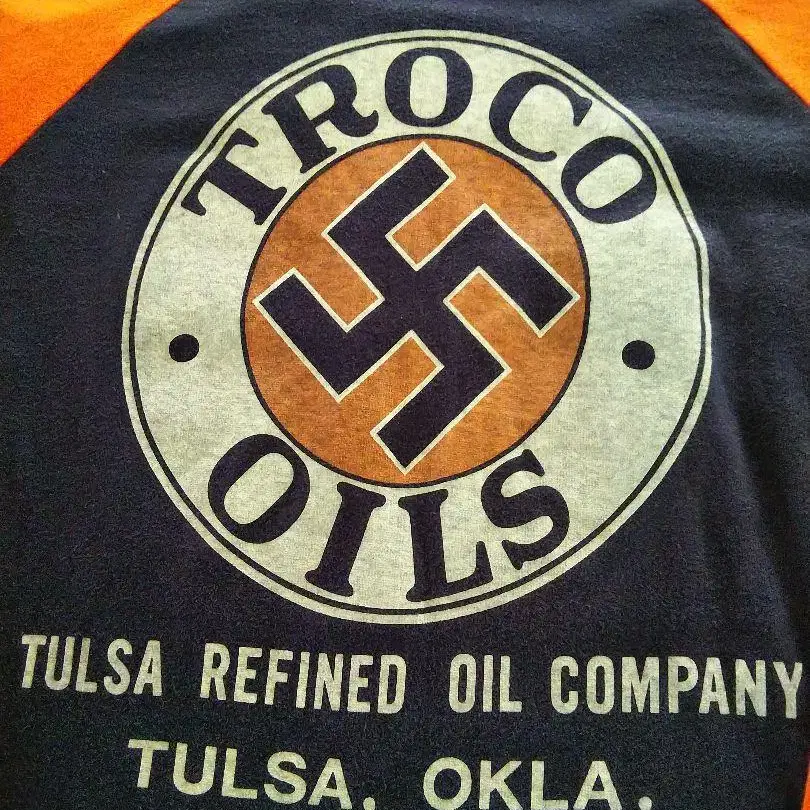 TROCO
OILS
TULSA REFINED OIL COMPANY
TULSA, OKLA.